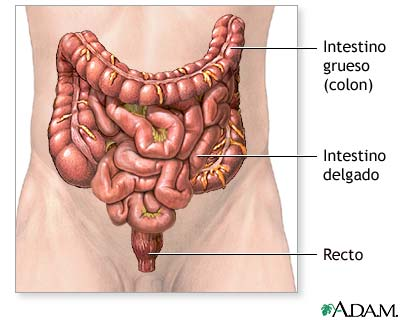 Intestino
grueso
(colon)
Intestino
delgado
Recto
A.D.A.M.